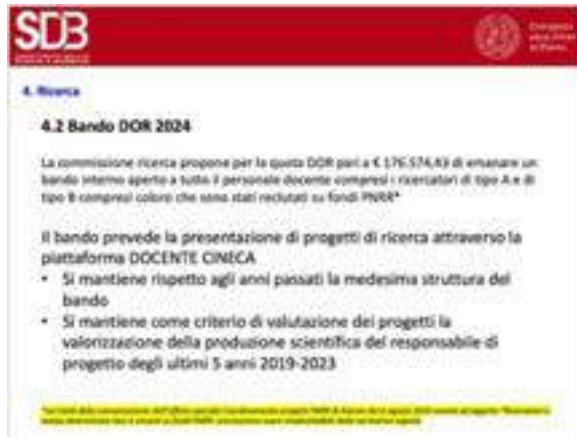 SDB
4. Ricerca
4.2 Bando DOR 2024
La commissione ricerca propone per la quota DOR pari a € 176.574,43 di emanare un
bando interno aperto a tutto il personale docente compresi i ricercatori di tipo A e di
tipo B compresi coloro che sono stati reclutati su fondi PNRR*
Il bando prevede la presentazione di progetti di ricerca attraverso la
piattaforma DOCENTE CINECA
• Si mantiene rispetto agli anni passati la medesima struttura del
bando
• Si mantiene come criterio di valutazione dei progetti la
valorizzazione della produzione scientifica del responsabile di
progetto degli ultimi 5 anni 2019-2023